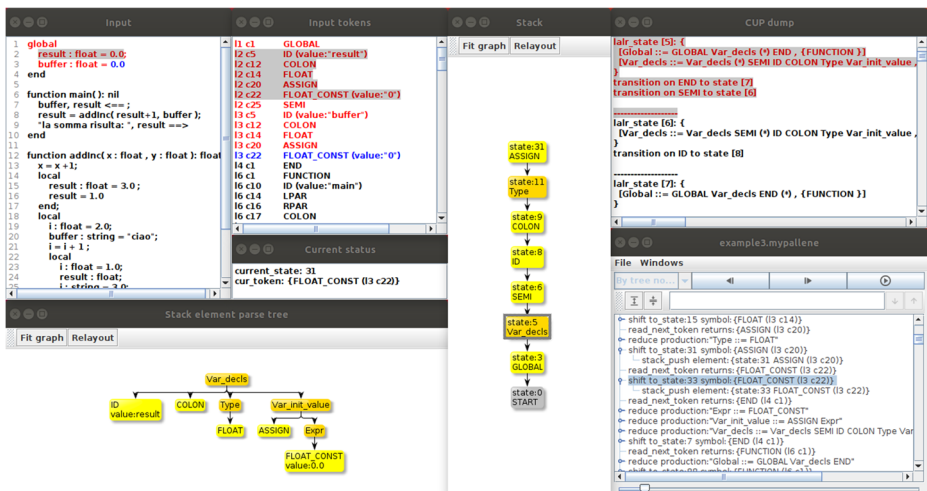 Input
1 global
2 result : float = 0.0;
3 buffer : float = 0.0
4 end
5
6 function main( ): nil
7 buffer, result <== ;
8 result = addInc( result+1, buffer );
9 "la somma risulta: ", result ==>
10 end
11
12 function addInc( x : float , y : float ): float
13 x = x +1;
14 local
15 result : float = 3.0 ;
16 result = 1.0
17 end;
18 local
19 i : float = 2.0;
20 buffer : string = "ciao";
21 i = i + 1 ;
22 local
23 i : float = 1.0;
24 result : float;
25 i : string = 3.0;
Input tokens
l1 c1 GLOBAL
l2 c5 ID (value:"result")
l2 c12 COLON
l2 c14 FLOAT
l2 c20 ASSIGN
l2 c22 FLOAT_CONST (value:"0")
l2 c25 SEMI
l3 c5 ID (value:"buffer")
l3 c12 COLON
l3 c14 FLOAT
l3 c20 ASSIGN
l3 c22 FLOAT_CONST (value:"0")
l4 c1 END
l6 c1 FUNCTION
l6 c10 ID (value:"main")
l6 c14 LPAR
l6 c16 RPAR
l6 c17 COLON
Current status
current_state: 31
cur_token: {FLOAT_CONST (l3 c22)}
Stack element parse tree
Fit graph Relayout
Var_decls
ID
value:result
COLON
Type
Var_init_value
FLOAT
ASSIGN
Expr
FLOAT_CONST
value:0.0
Stack
Fit graph Relayout
state:31
ASSIGN
state:11
Type
state:9
COLON
state:8
ID
state:6
SEMI
state:5
Var_decls
state:3
GLOBAL
state:0
START
CUP dump
lalr_state [5]: {
[Global ::= GLOBAL Var_decls (*) END , {FUNCTION }]
[Var_decls ::= Var_decls (*) SEMI ID COLON Type Var_init_value ,
}
transition on END to state [7]
transition on SEMI to state [6]
-------------------
lalr_state [6]: {
[Var_decls ::= Var_decls SEMI (*) ID COLON Type Var_init_value ,
}
transition on ID to state [8]
-------------------
lalr_state [7]: {
[Global ::= GLOBAL Var_decls END (*) , {FUNCTION }]
}
example3.mypallene
File Windows
By tree no...
shift to_state:15 symbol:{FLOAT (l3 c14)}
read_next_token returns:{ASSIGN (l3 c20)}
reduce production:"Type ::= FLOAT"
shift to_state:31 symbol:{ASSIGN (l3 c20)}
stack_push element:{state:31 ASSIGN (l3 c20)}
read_next_token returns:{FLOAT_CONST (l3 c22)}
shift to_state:33 symbol:{FLOAT_CONST (l3 c22)}
stack_push element:{state:33 FLOAT_CONST (l3 c22)}
read_next_token returns:{END (l4 c1)}
reduce production:"Expr ::= FLOAT_CONST"
reduce production:"Var_init_value ::= ASSIGN Expr"
reduce production:"Var_decls ::= Var_decls SEMI ID COLON Type Var
shift to_state:7 symbol:{END (l4 c1)}
read_next_token returns:{FUNCTION (l6 c1)}
reduce production:"Global ::= GLOBAL Var_decls END"